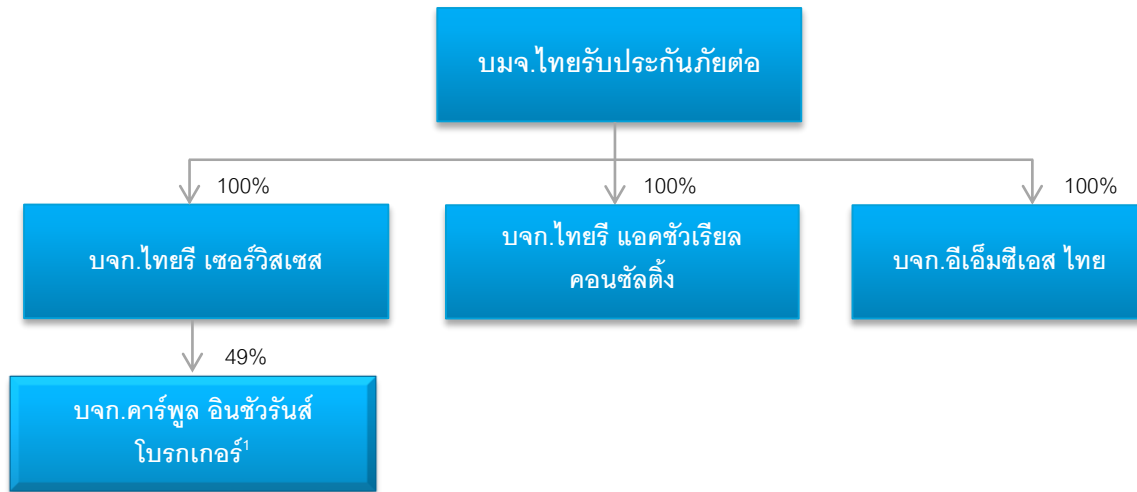 บมจ.ไทยรับประกันภัยต่อ
100%
100%
100%
บจก.ไทยรี เซอร์วิสเซส
บจก.ไทยรี แอคชัวเรียล
คอนซัลติ้ง
บจก.อีเอ็มซีเอส ไทย
49%
บจก.คาร์พูล อินชัวรันส์
โบรกเกอร์¹